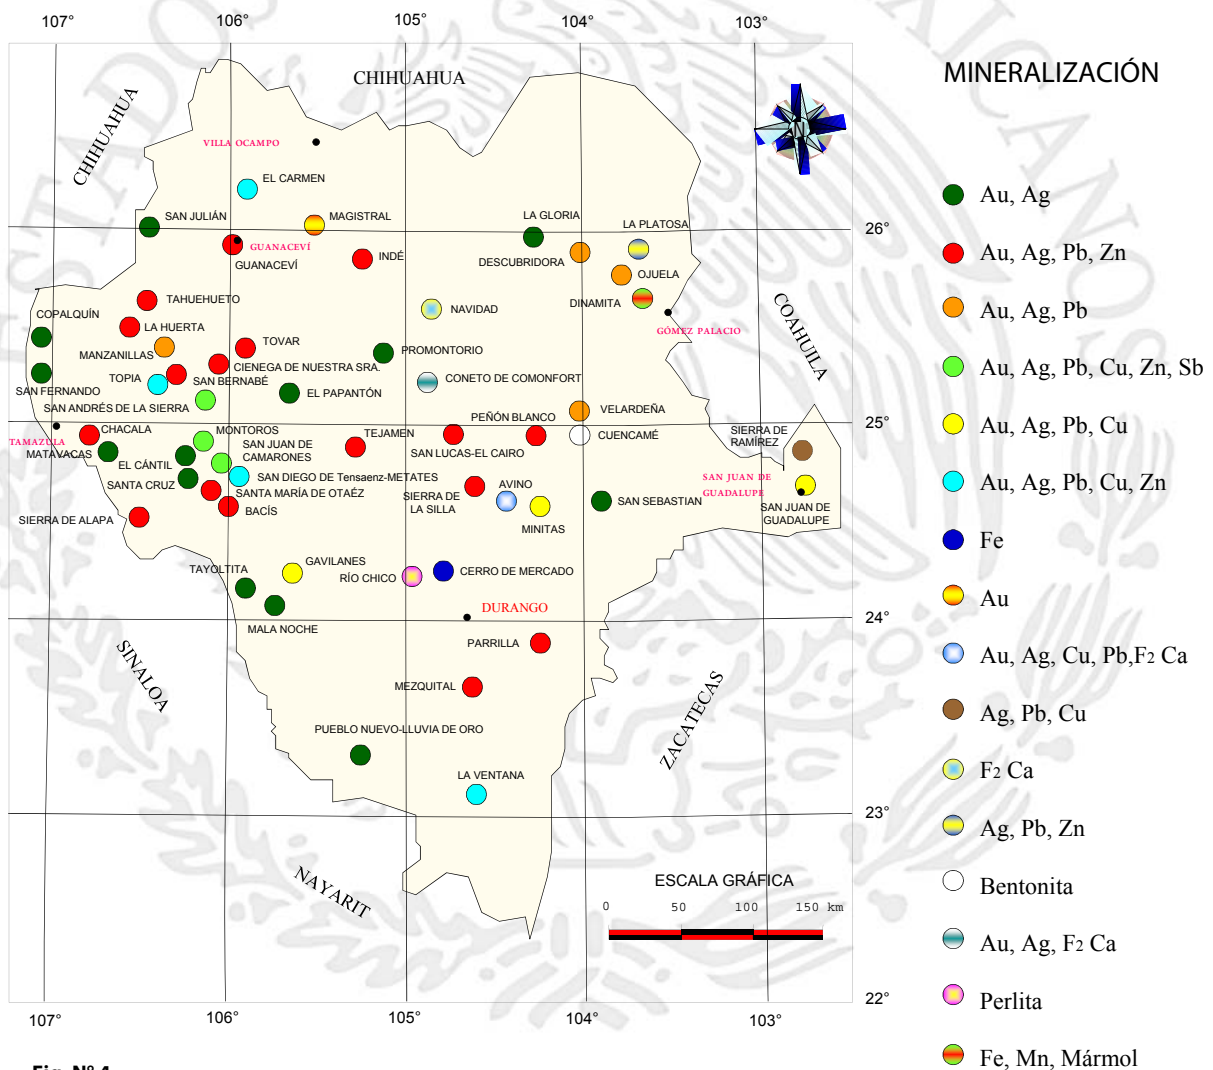 107°
106°
105°
104°
103°
CHIHUAHUA
CHIHUAHUA
VILLA OCAMPO
EL CARMEN
SAN JULIÁN
MAGISTRAL
LA GLORIA
LA PLATOSA
26°
GUANACEVÍ
GUANACEVÍ
INDÉ
DESCUBRIDORA
OJUELA
TAHUEHUETO
NAVIDAD
DINAMITA
COAHUILA
COPALQUÍN
LA HUERTA
GÓMEZ PALACIO
TOVAR
MANZANILLAS
PROMONTORIO
CIENEGA DE NUESTRA SRA.
TOPIA
SAN BERNABÉ
CONETO DE COMONFORT
SAN FERNANDO
EL PAPANTÓN
SAN ANDRÉS DE LA SIERRA
VELARDEÑA
PEÑÓN BLANCO
25°
CHACALA
MONTOROS
TEJAMEN
CUENCAMÉ
SIERRA DE
RAMÍREZ
TAMAZULA
MATAVACAS
SAN JUAN DE
CAMARONES
SAN LUCAS-EL CAIRO
EL CÁNTIL
SAN DIEGO DE Tensaenz-METATES
SAN JUAN DE
GUADALUPE
SANTA CRUZ
SANTA MARÍA DE OTAÉZ
AVINO
SIERRA DE
LA SILLA
SAN SEBASTIAN
BACÍS
SAN JUAN DE
GUADALUPE
SIERRA DE ALAPA
MINITAS
GAVILANES
TAYOLTITA
RÍO CHICO
CERRO DE MERCADO
DURANGO
24°
MALA NOCHE
PARRILLA
SINALOA
MEZQUITAL
ZACATECAS
PUEBLO NUEVO-LLUVIA DE ORO
LA VENTANA
23°
NAYARIT
ESCALA GRÁFICA
0 50 100 150 km
22°
107°
106°
105°
104°
103°
MINERALIZACIÓN
Au, Ag
Au, Ag, Pb, Zn
Au, Ag, Pb
Au, Ag, Pb, Cu, Zn, Sb
Au, Ag, Pb, Cu
Au, Ag, Pb, Cu, Zn
Fe
Au
Au, Ag, Cu, Pb,F2 Ca
Ag, Pb, Cu
F2 Ca
Ag, Pb, Zn
Bentonita
Au, Ag, F2 Ca
Perlita
Fe, Mn, Mármol